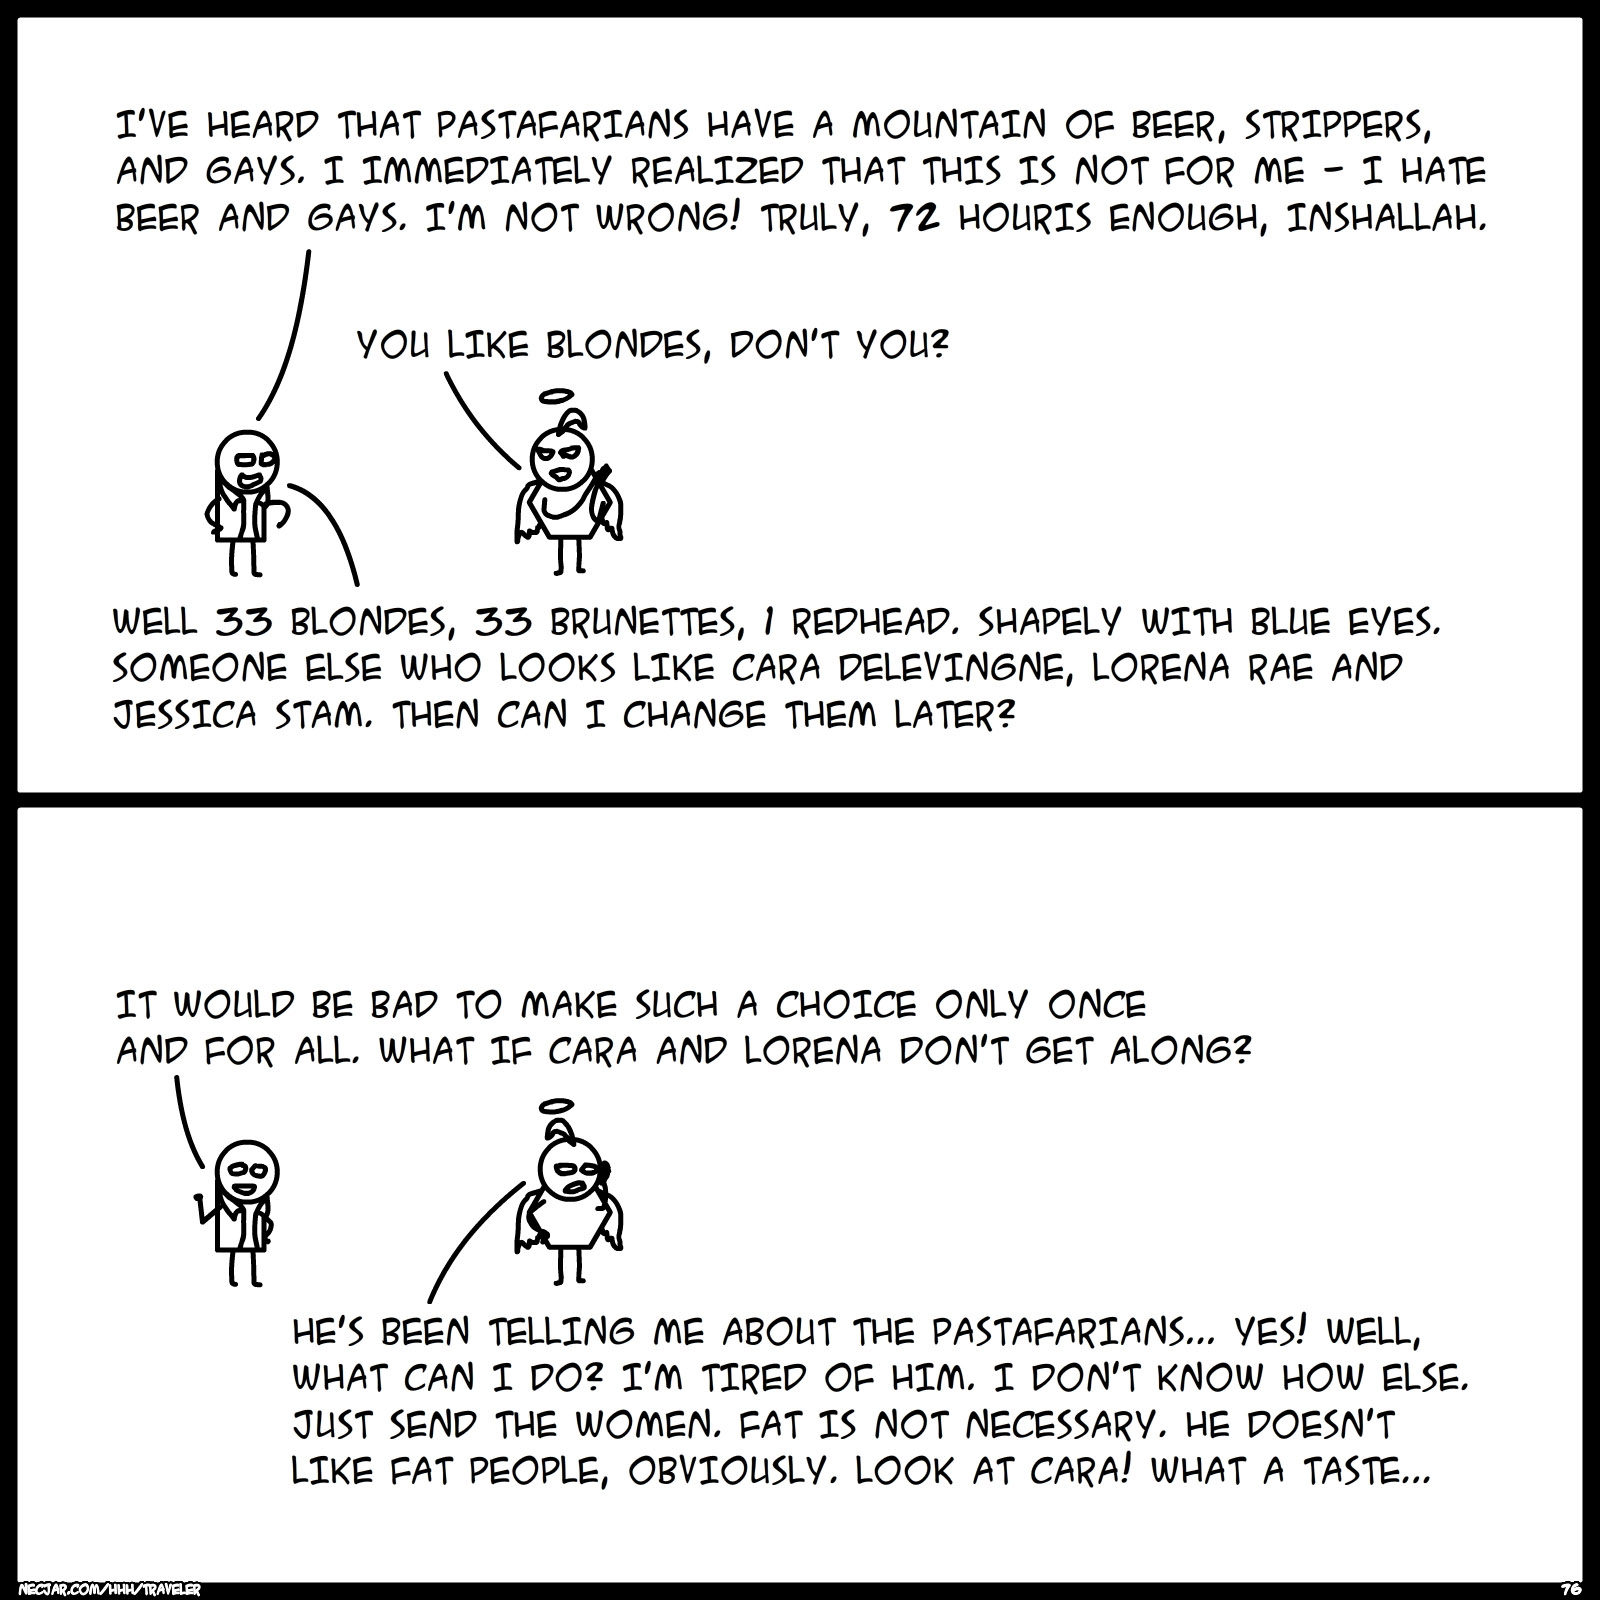 I'VE HEARD THAT PASTAFARIANS HAVE A MOUNTAIN OF BEER, STRIPPERS,
AND GAYS. I IMMEDIATELY REALIZED THAT THIS IS NOT FOR ME – I HATE
BEER AND GAYS. I'M NOT WRONG! TRULY, 72 HOURIS ENOUGH, INSHALLAH.
YOU LIKE BLONDES, DON'T YOU?
WELL 33 BLONDES, 33 BRUNETTES, 1 REDHEAD. SHAPELY WITH BLUE EYES.
SOMEONE ELSE WHO LOOKS LIKE CARA DELEVINGNE, LORENA RAE AND
JESSICA STAM. THEN CAN I CHANGE THEM LATER?
IT WOULD BE BAD TO MAKE SUCH A CHOICE ONLY ONCE
AND FOR ALL. WHAT IF CARA AND LORENA DON'T GET ALONG?
HE'S BEEN TELLING ME ABOUT THE PASTAFARIANS... YES! WELL,
WHAT CAN I DO? I'M TIRED OF HIM. I DON'T KNOW HOW ELSE.
JUST SEND THE WOMEN. FAT IS NOT NECESSARY. HE DOESN'T
LIKE FAT PEOPLE, OBVIOUSLY. LOOK AT CARA! WHAT A TASTE...
NECJAR.COM/HHH/TRAVELER
76